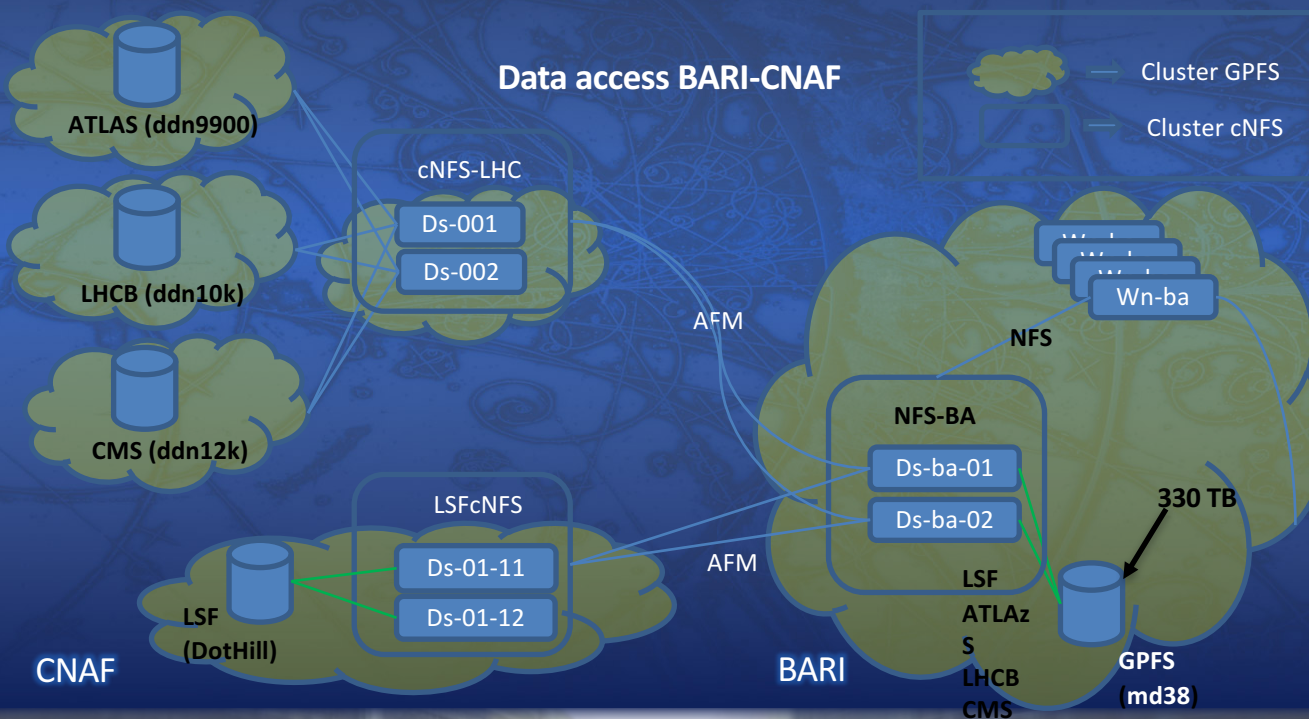 Data access BARI-CNAF
Cluster GPFS
Cluster cNFS
ATLAS (ddn9900)
LHCB (ddn10k)
CMS (ddn12k)
cNFS-LHC
Ds-001
Ds-002
AFM
Wn-ba
NFS
NFS-BA
Ds-ba-01
Ds-ba-02
330 TB
LSFcNFS
Ds-01-11
Ds-01-12
AFM
LSF
(DotHill)
LSF
ATLAz
S
LHCB
CMS
GPFS
(md38)
CNAF
BARI